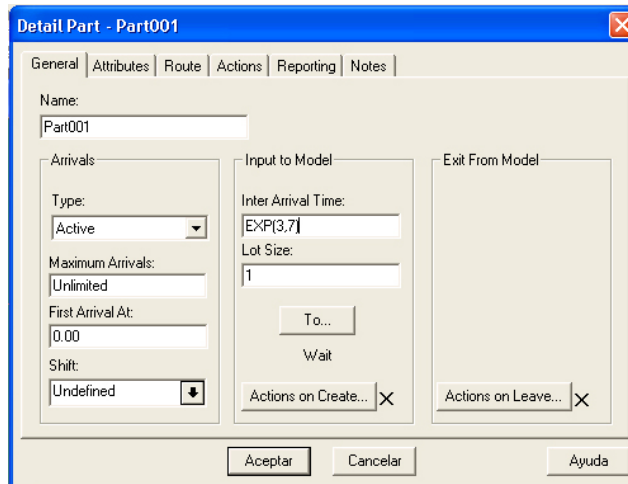 Detail Part - Part001
General Attributes Route Actions Reporting Notes
Name:
Part001
Arrivals
Type:
Active
Maximum Arrivals:
Unlimited
First Arrival At:
0.00
Shift:
Undefined
Input to Model
Inter Arrival Time:
EXP(3,7)
Lot Size:
1
To...
Wait
Actions on Create...
Exit From Model
Actions on Leave...
Aceptar Cancelar Ayuda